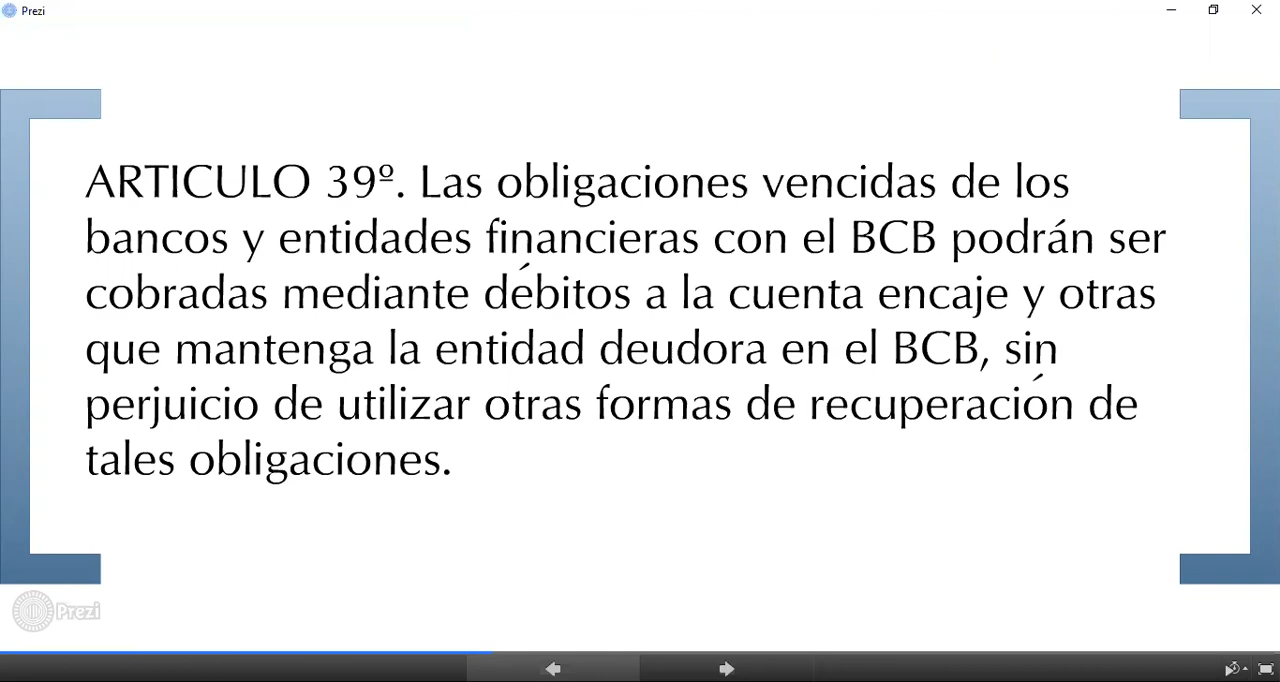 Prezi
ARTICULO 39º. Las obligaciones vencidas de los
bancos y entidades financieras con el BCB podrán ser
cobradas mediante débitos a la cuenta encaje y otras
que mantenga la entidad deudora en el BCB, sin
perjuicio de utilizar otras formas de recuperación de
tales obligaciones.
Prezi